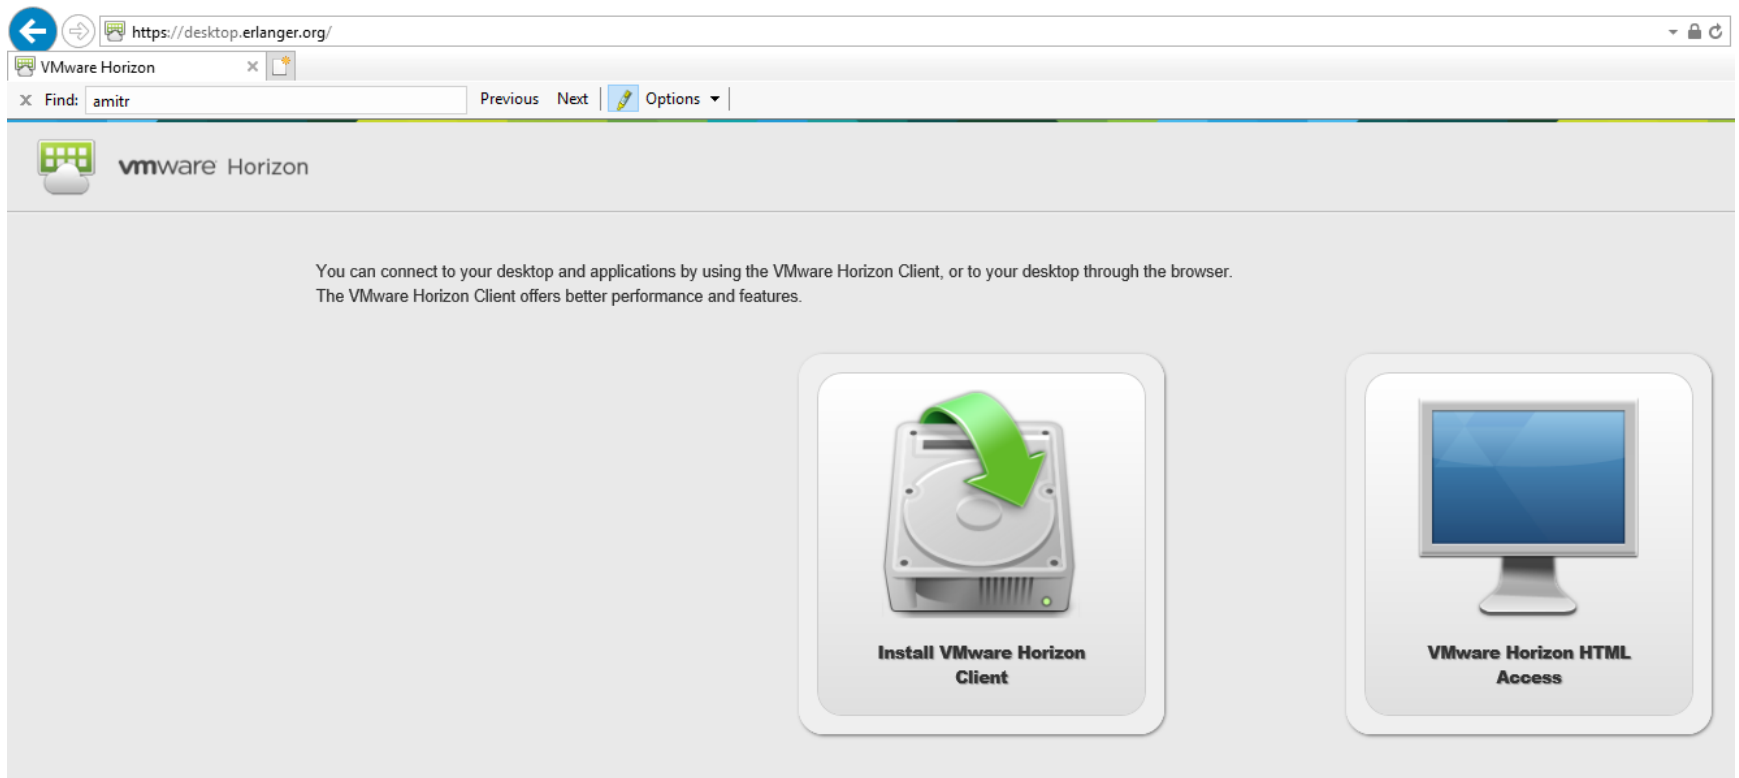 https://desktop.erlanger.org/
VMware Horizon
Find: amitr Previous Next Options
vmware Horizon
You can connect to your desktop and applications by using the VMware Horizon Client, or to your desktop through the browser.
The VMware Horizon Client offers better performance and features.
Install VMware Horizon
Client
VMware Horizon HTML
Access